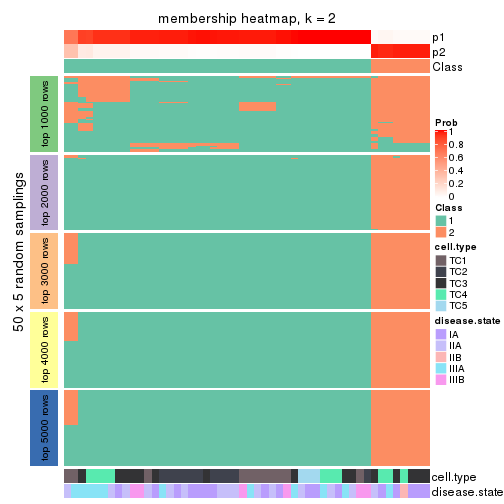 membership heatmap, k = 2
p1
p2
Class
50 x 5 random samplings
top 1000 rows
top 2000 rows
top 3000 rows
top 4000 rows
top 5000 rows
Prob
1
0.8
0.6
0.4
0.2
0
Class
1
2
cell.type
TC1
TC2
TC3
TC4
TC5
disease.state
IA
IIA
IIB
IIIA
IIIB
cell.type
disease.state